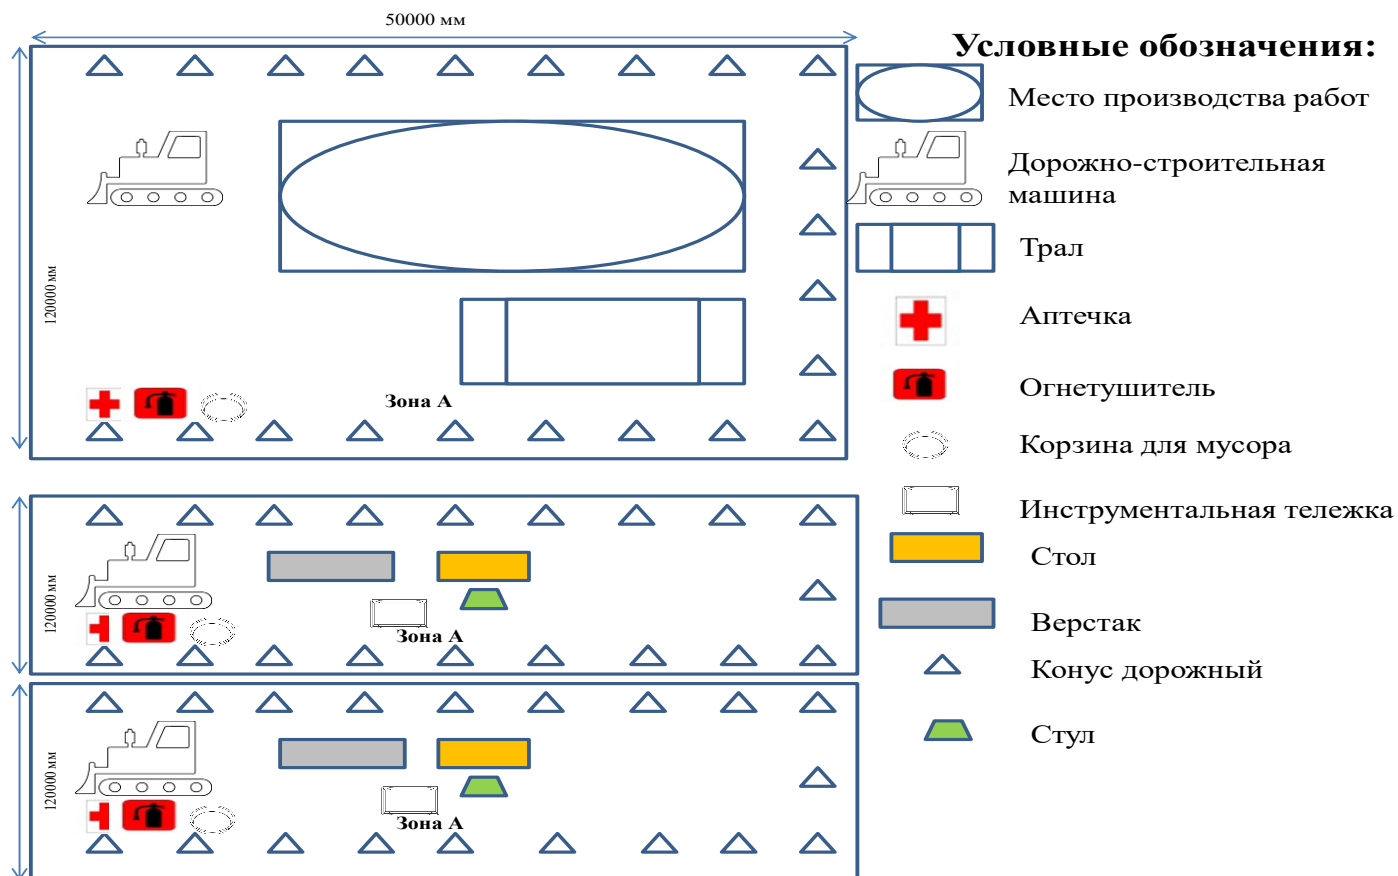 50000 мм
Условные обозначения:
Место производства работ
Дорожно-строительная
машина
Трал
120000 мм
Аптечка
Огнетушитель
Зона А
Корзина для мусора
Инструментальная тележка
Стол
120000 мм
Верстак
Зона А
Конус дорожный
Стул
120000 мм
Зона А